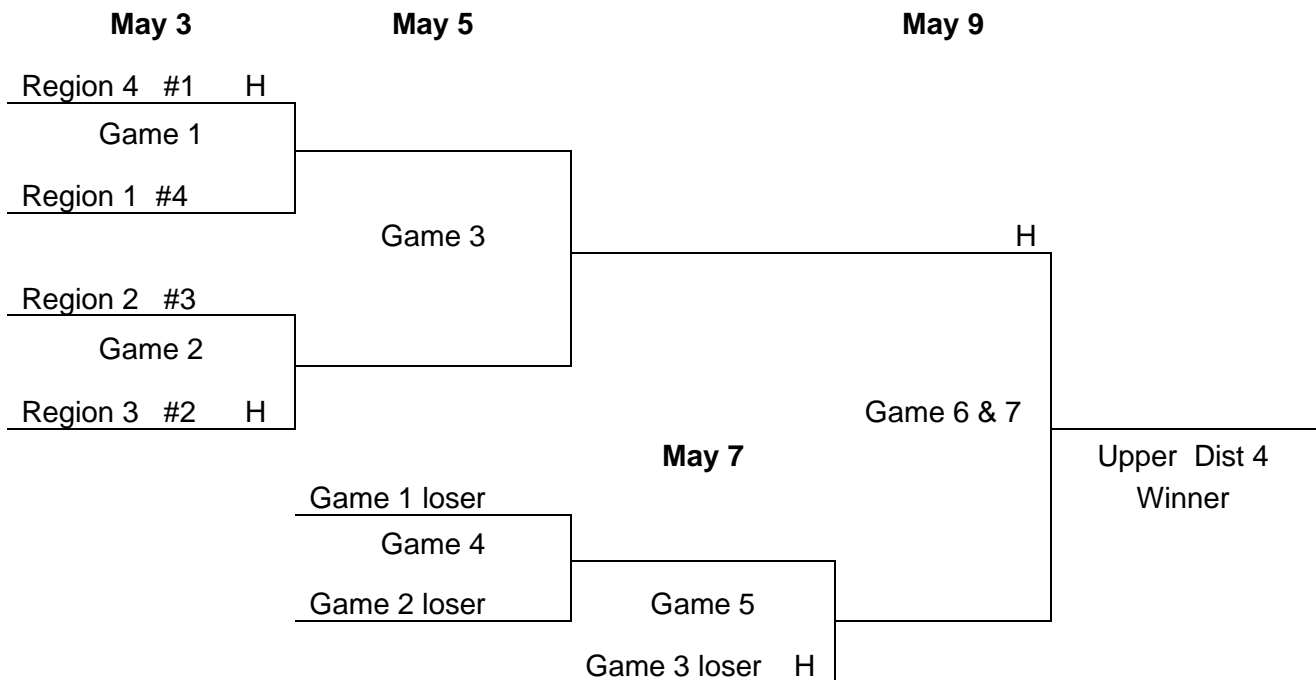 May 3 May 5 May 9
Region 4 #1 H
Game 1
Region 1 #4
Game 3 H
Region 2 #3
Game 2
Region 3 #2 H Game 6 & 7
May 7 Upper Dist 4
Game 1 loser Winner
Game 4
Game 2 loser Game 5
Game 3 loser H